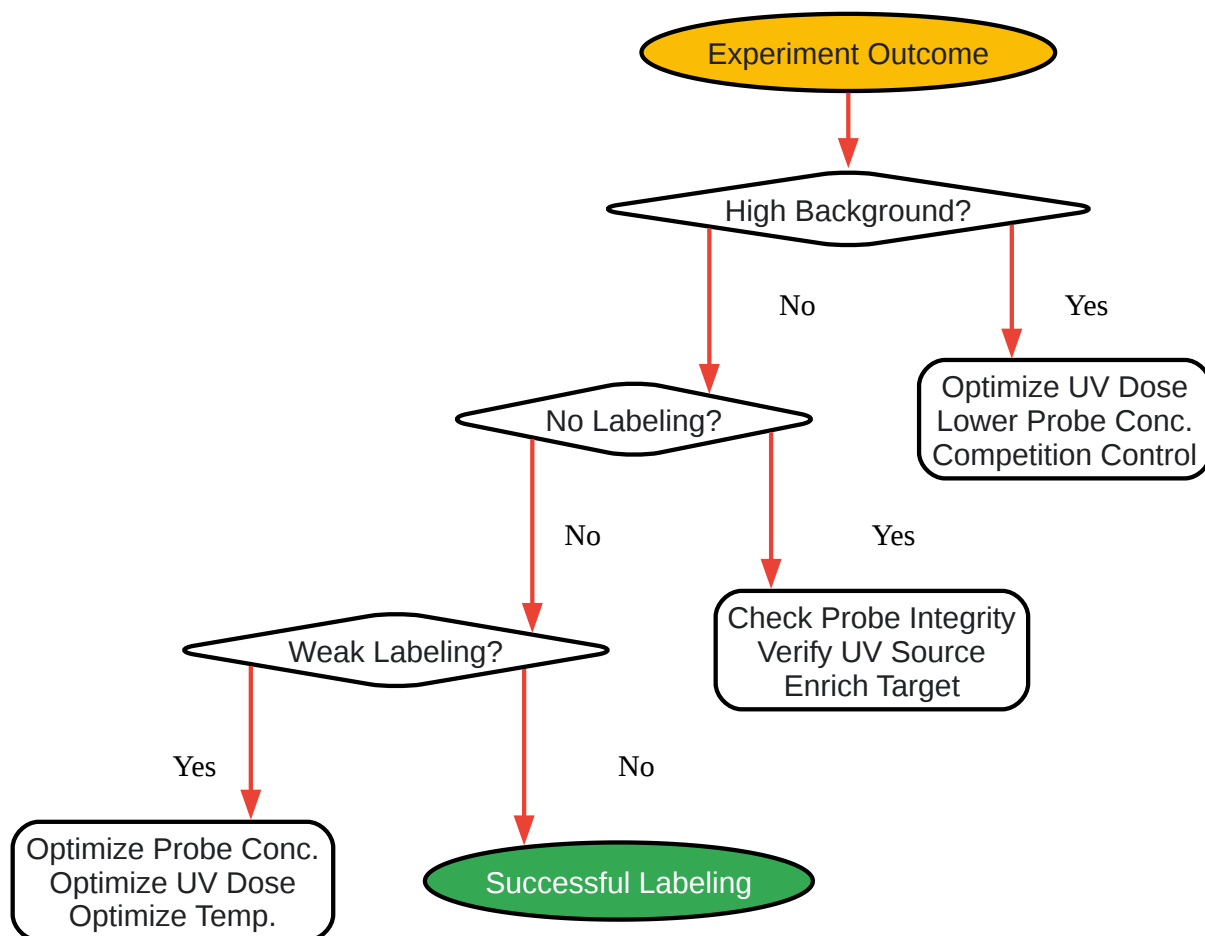 Experiment Outcome
High Background?
No
Yes
Optimize UV Dose
Lower Probe Conc.
Competition Control
No Labeling?
No
Yes
Check Probe Integrity
Verify UV Source
Enrich Target
Weak Labeling?
Yes
No
Optimize Probe Conc.
Optimize UV Dose
Optimize Temp.
Successful Labeling